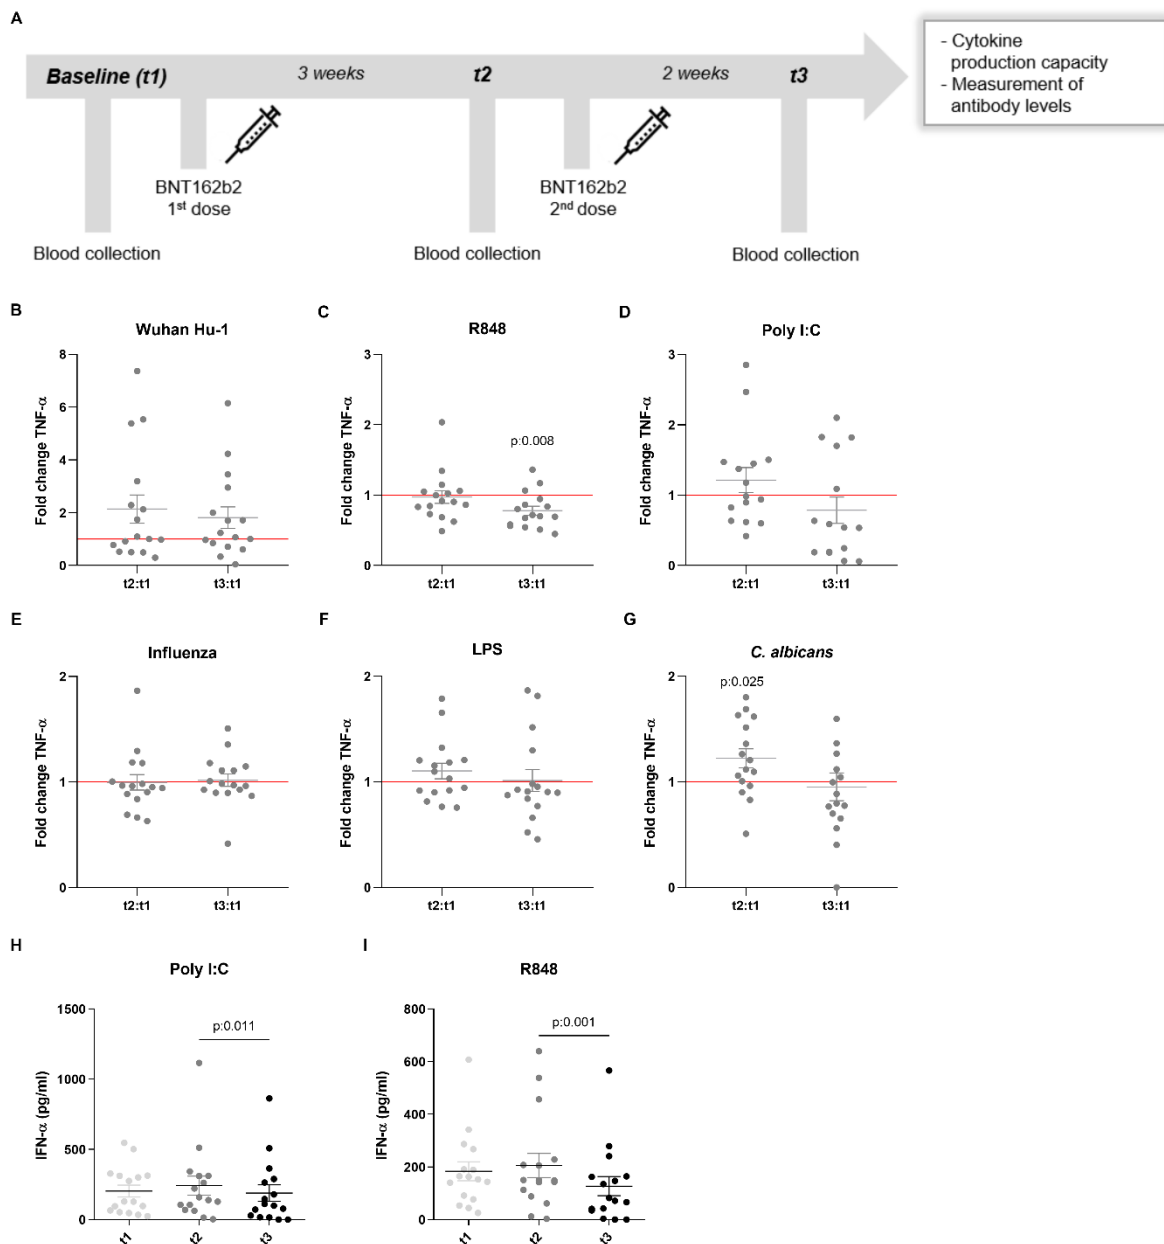 A
Baseline (t1)
3 weeks
t2
2 weeks
t3
- Cytokine
production capacity
- Measurement of
antibody levels
BNT162b2
1st dose
BNT162b2
2nd dose
Blood collection
Blood collection
Blood collection
B
Wuhan Hu-1
Fold change TNF-α
8
6
4
2
0
t2:t1
t3:t1
C
R848
Fold change TNF-α
3
2
1
0
p:0.008
t2:t1
t3:t1
D
Poly I:C
Fold change TNF-α
3
2
1
0
t2:t1
t3:t1
E
Influenza
Fold change TNF-α
2
1
0
t2:t1
t3:t1
F
LPS
Fold change TNF-α
2
1
0
t2:t1
t3:t1
G
C. albicans
Fold change TNF-α
2
1
0
p:0.025
t2:t1
t3:t1
H
Poly I:C
IFN-α (pg/ml)
1500
1000
500
0
p:0.011
t1
t2
t3
I
R848
IFN-α (pg/ml)
800
600
400
200
0
p:0.001
t1
t2
t3